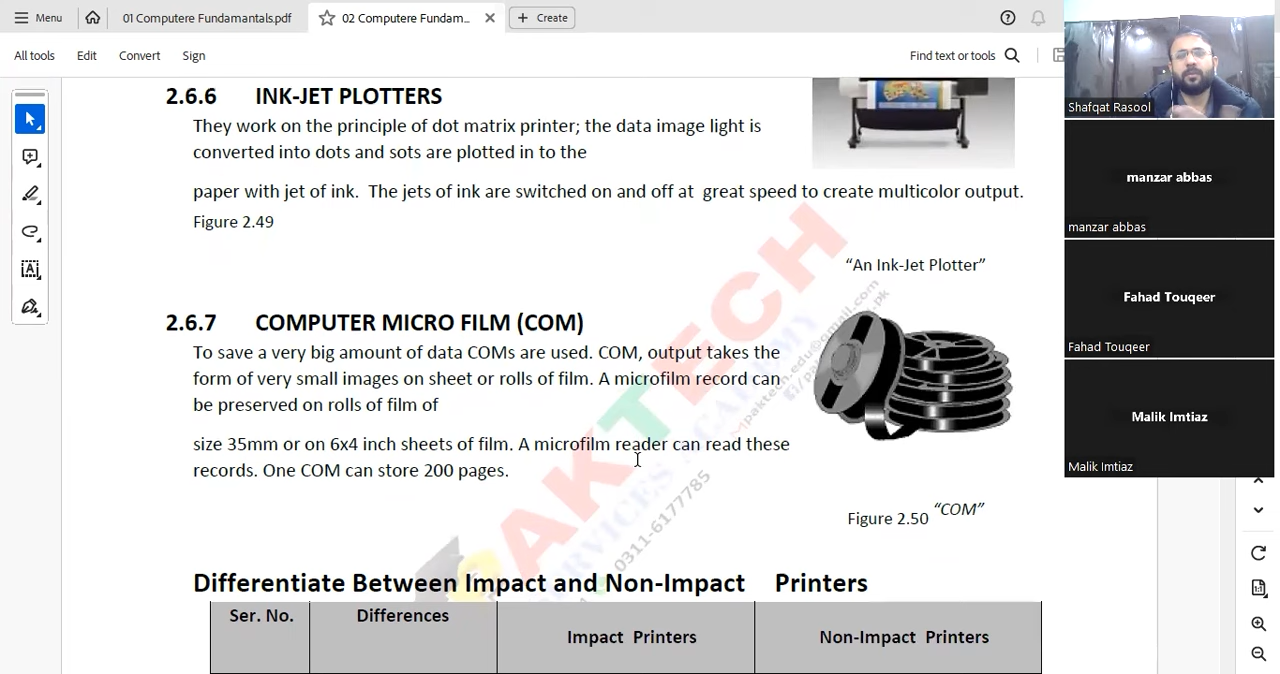 Menu
01 Computere Fundamantals.pdf
02 Computere Fundam...
Create
All tools
Edit
Convert
Sign
Find text or tools
2.6.6 INK-JET PLOTTERS
They work on the principle of dot matrix printer; the data image light is
converted into dots and sots are plotted in to the
paper with jet of ink. The jets of ink are switched on and off at great speed to create multicolor output.
Figure 2.49
“An Ink-Jet Plotter”
2.6.7 COMPUTER MICRO FILM (COM)
To save a very big amount of data COMs are used. COM, output takes the
form of very small images on sheet or rolls of film. A microfilm record can
be preserved on rolls of film of
size 35mm or on 6x4 inch sheets of film. A microfilm reader can read these
records. One COM can store 200 pages.
Figure 2.50 “COM”
PAKTECH
0311-6177785
Differentiate Between Impact and Non-Impact Printers
Ser. No.
Differences
Impact Printers
Non-Impact Printers
Shafqat Rasool
manzar abbas
manzar abbas
Fahad Touqeer
Fahad Touqeer
Malik Imtiaz
Malik Imtiaz